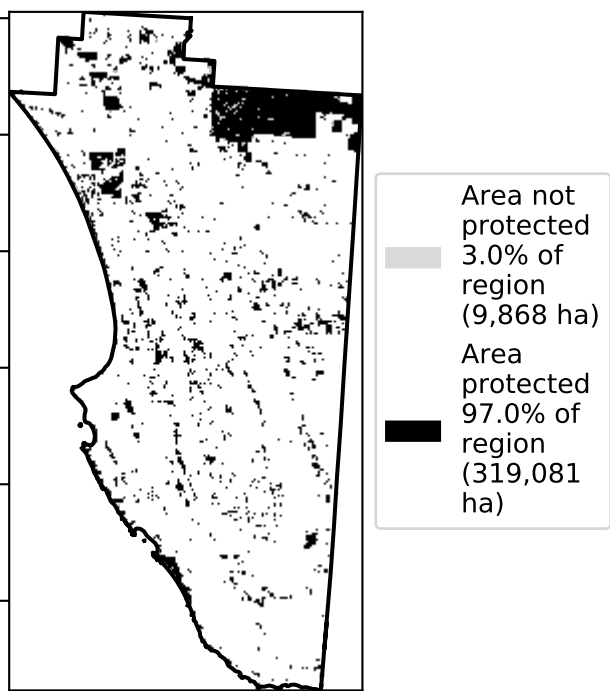 Area not
protected
3.0% of
region
(9,868 ha)
Area
protected
97.0% of
region
(319,081
ha)